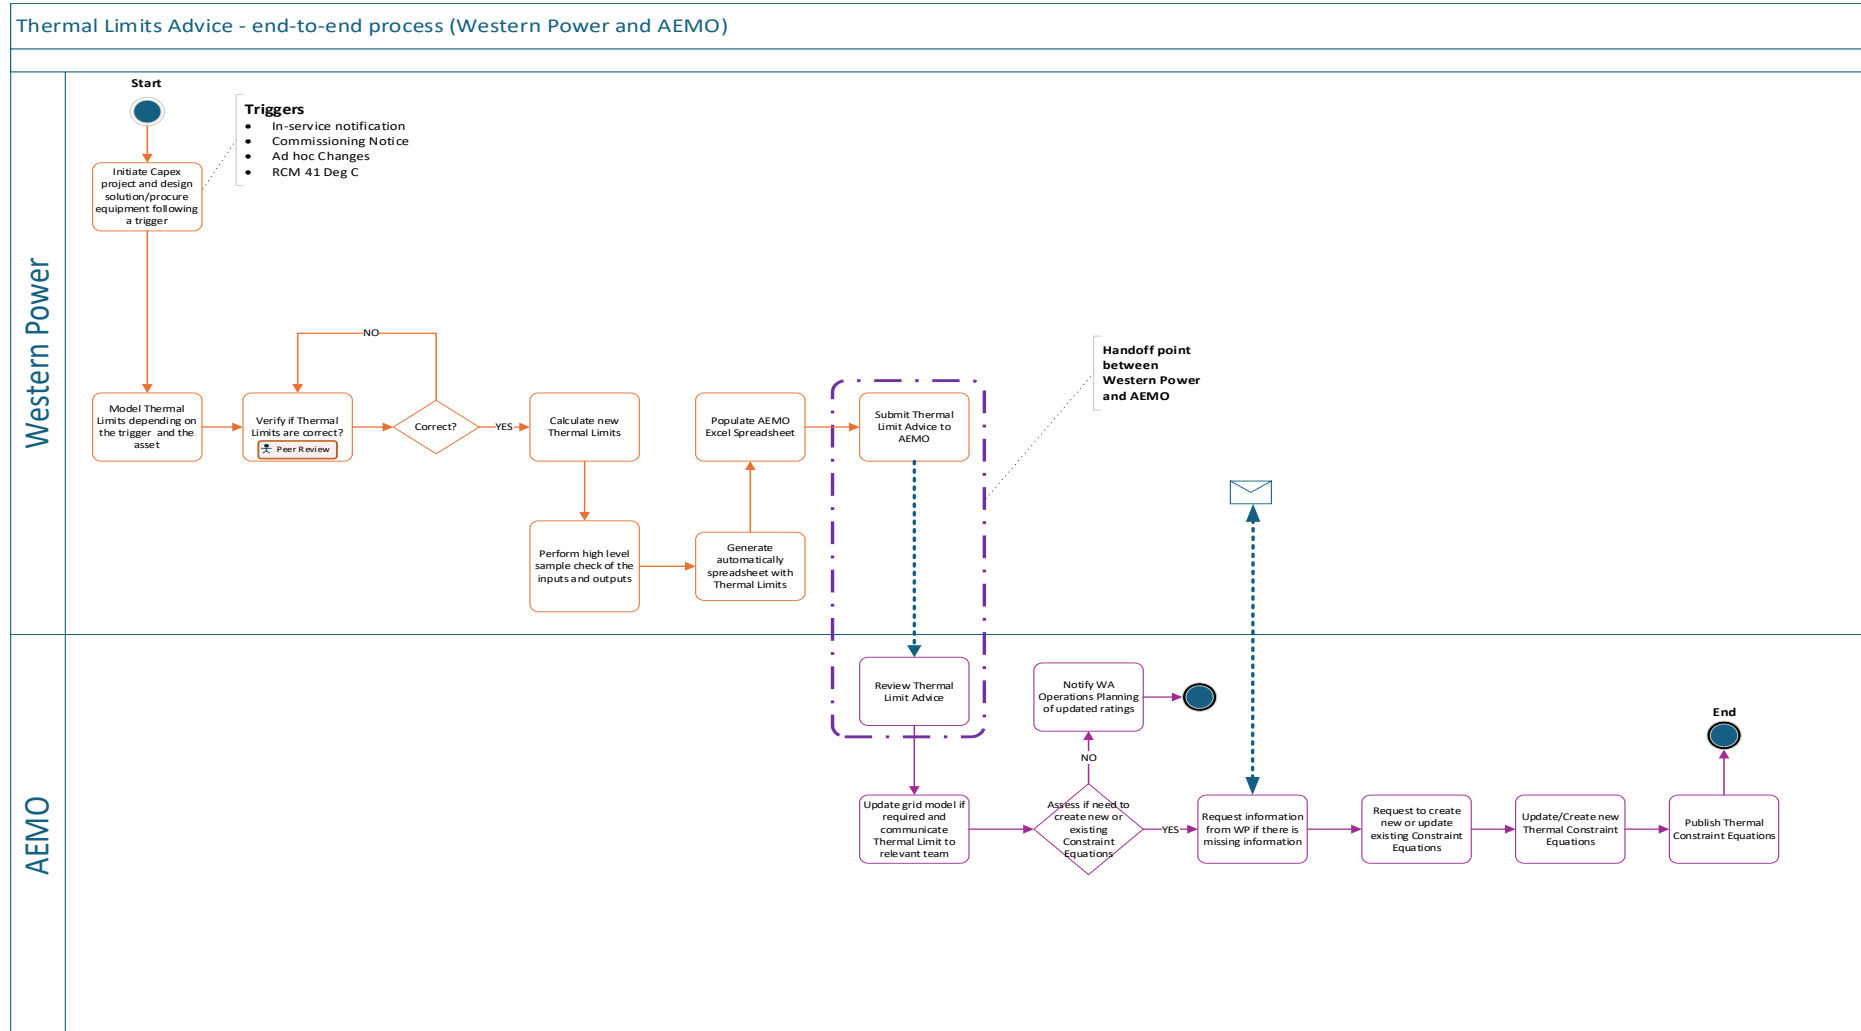 Thermal Limits Advice - end-to-end process (Western Power and AEMO)
Western Power
Start
Triggers
• In-service notification
• Commissioning Notice
• Ad hoc Changes
• RCM 41 Deg C
Initiate Capex
project and design
solution/procure
equipment following
a trigger
NO
Model Thermal
Limits depending on
the trigger and the
asset
Verify if Thermal
Limits are correct?
Peer Review
Correct?
YES
Calculate new
Thermal Limits
Perform high level
sample check of the
inputs and outputs
Generate
automatically
spreadsheet with
Thermal Limits
Populate AEMO
Excel Spreadsheet
Submit Thermal
Limit Advice to
AEMO
Handoff point
between
Western Power
and AEMO
AEMO
Review Thermal
Limit Advice
Update grid model if
required and
communicate
Thermal Limit to
relevant team
Assess if need to
create new or
existing
Constraint
Equations
NO
Notify WA
Operations Planning
of updated ratings
YES
Request information
from WP if there is
missing information
Request to create
new or update
existing Constraint
Equations
Update/Create new
Thermal Constraint
Equations
Publish Thermal
Constraint Equations
End